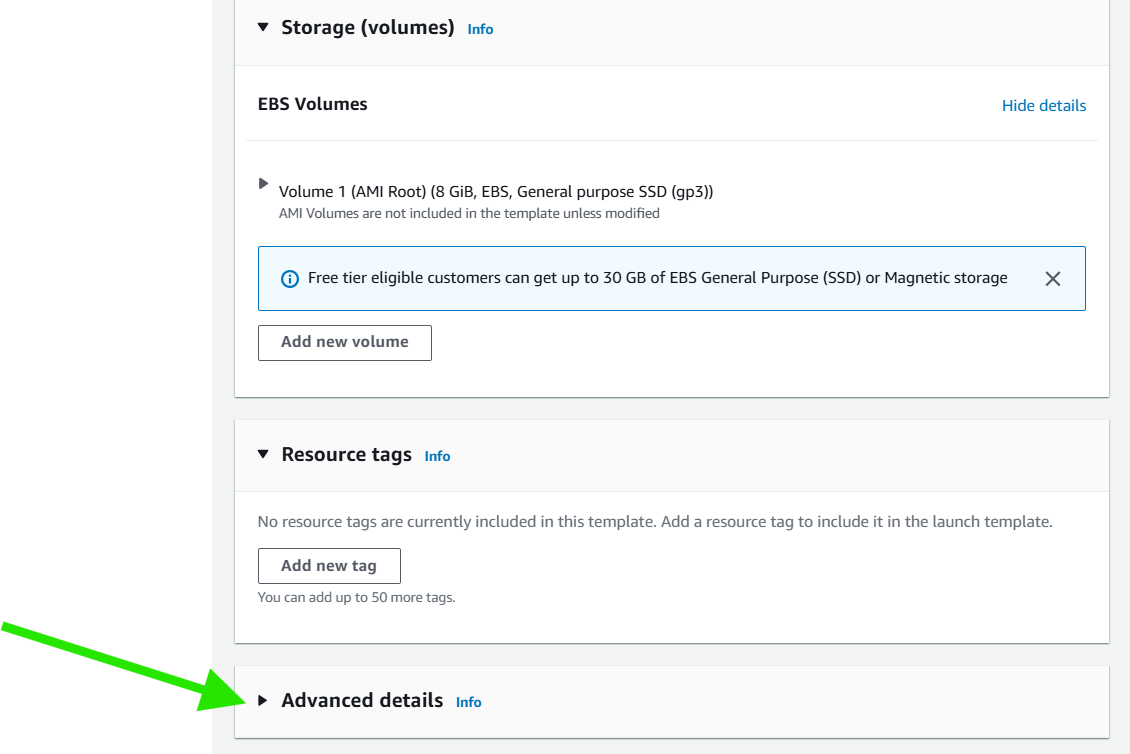 Storage (volumes) Info
EBS Volumes
Hide details
Volume 1 (AMI Root) (8 GiB, EBS, General purpose SSD (gp3))
AMI Volumes are not included in the template unless modified
Free tier eligible customers can get up to 30 GB of EBS General Purpose (SSD) or Magnetic storage
Add new volume
Resource tags Info
No resource tags are currently included in this template. Add a resource tag to include it in the launch template.
Add new tag
You can add up to 50 more tags.
Advanced details Info